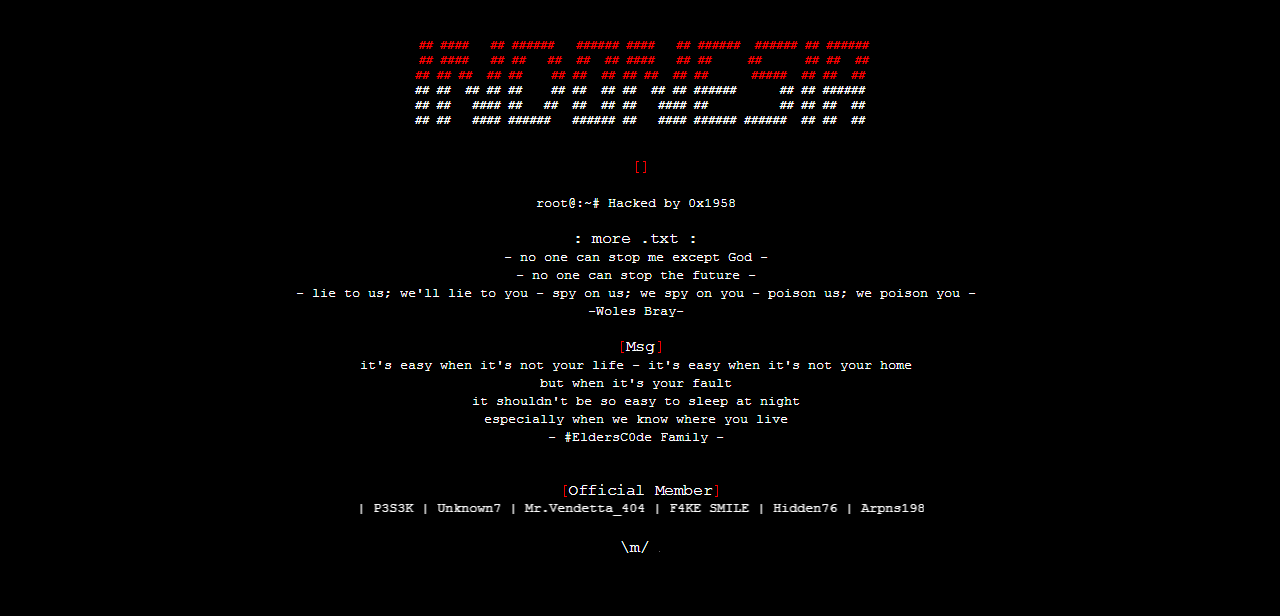 INDONESIA
[]
root@:~# Hacked by 0x1958
: more .txt :
- no one can stop me except God -
- no one can stop the future -
- lie to us; we'll lie to you - spy on us; we spy on you - poison us; we poison you -
-Woles Bray-
[Msg]
it's easy when it's not your life - it's easy when it's not your home
but when it's your fault
it shouldn't be so easy to sleep at night
especially when we know where you live
- #EldersC0de Family -
[Official Member]
| P3S3K | Unknown7 | Mr.Vendetta_404 | F4KE SMILE | Hidden76 | Arpns198
\m/ .